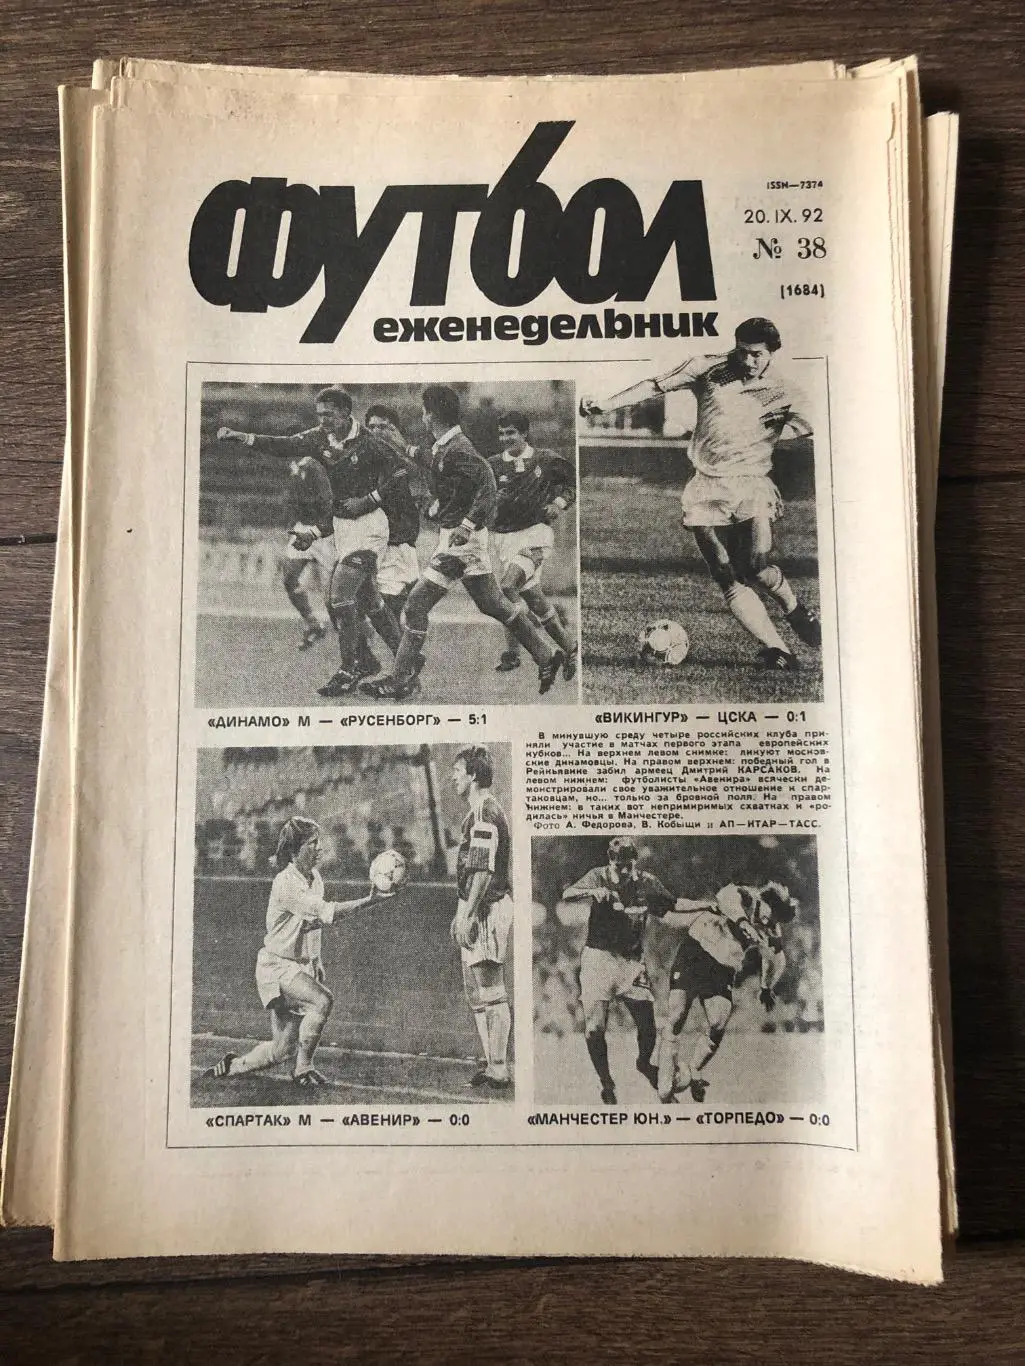 ФУТБОЛ
еженедельник
ISSN—7374
20. IX. 92
№ 38
(1684)
«ДИНАМО» М — «РУСЕНБОРГ» — 5:1
«ВИКИНГУР» — ЦСКА — 0:1
В минувшую среду четыре российских клуба при-
няли участие в матчах первого этапа европейских
кубков... На верхнем левом снимке: ликуют москов-
ские динамовцы. На правом верхнем: победный гол в
Рейкьявике забил армеец Дмитрий КАРСАКОВ. На
левом нижнем: футболисты «Авенира» всячески де-
монстрировали свое уважительное отношение к спар-
таковцам, но... только за бровкой поля. На правом
нижнем: в таких вот непримиримых схватках и «ро-
дилась» ничья в Манчестере.
Фото А. Федорова, В. Кобыщи и АП—ИТАР—ТАСС.
«СПАРТАК» М — «АВЕНИР» — 0:0
«МАНЧЕСТЕР ЮН.» — «ТОРПЕДО» — 0:0